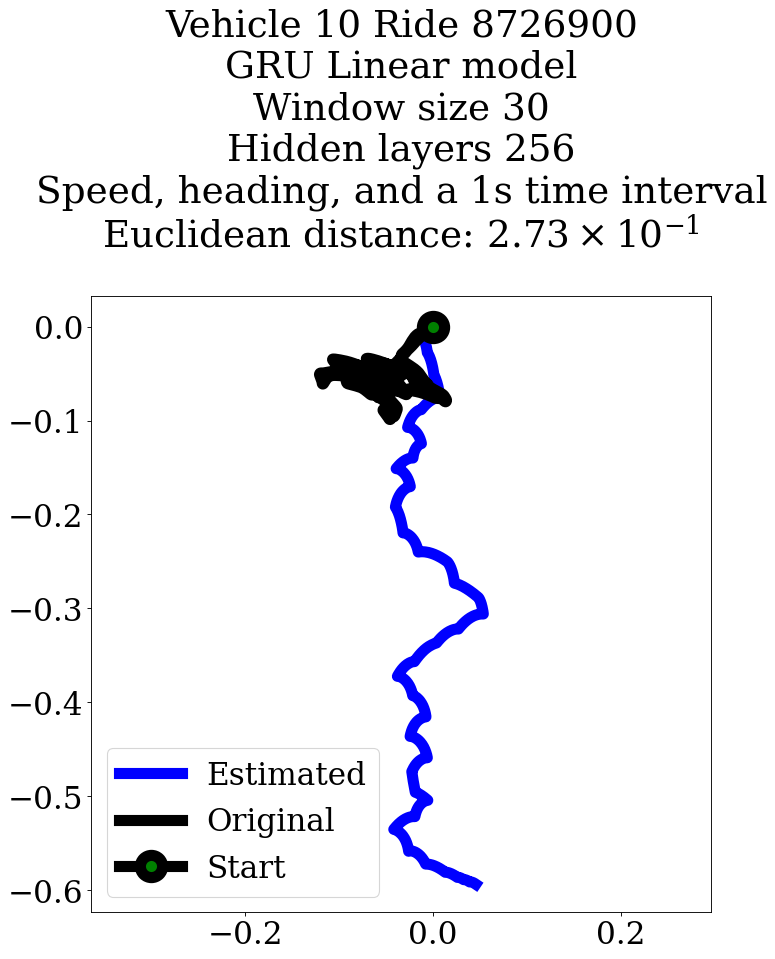 Vehicle 10 Ride 8726900
GRU Linear model
Window size 30
Hidden layers 256
Speed, heading, and a 1s time interval
Euclidean distance: 2.73 × 10⁻¹
0.0
−0.1
−0.2
−0.3
−0.4
−0.5
−0.6
Estimated
Original
Start
−0.2
0.0
0.2